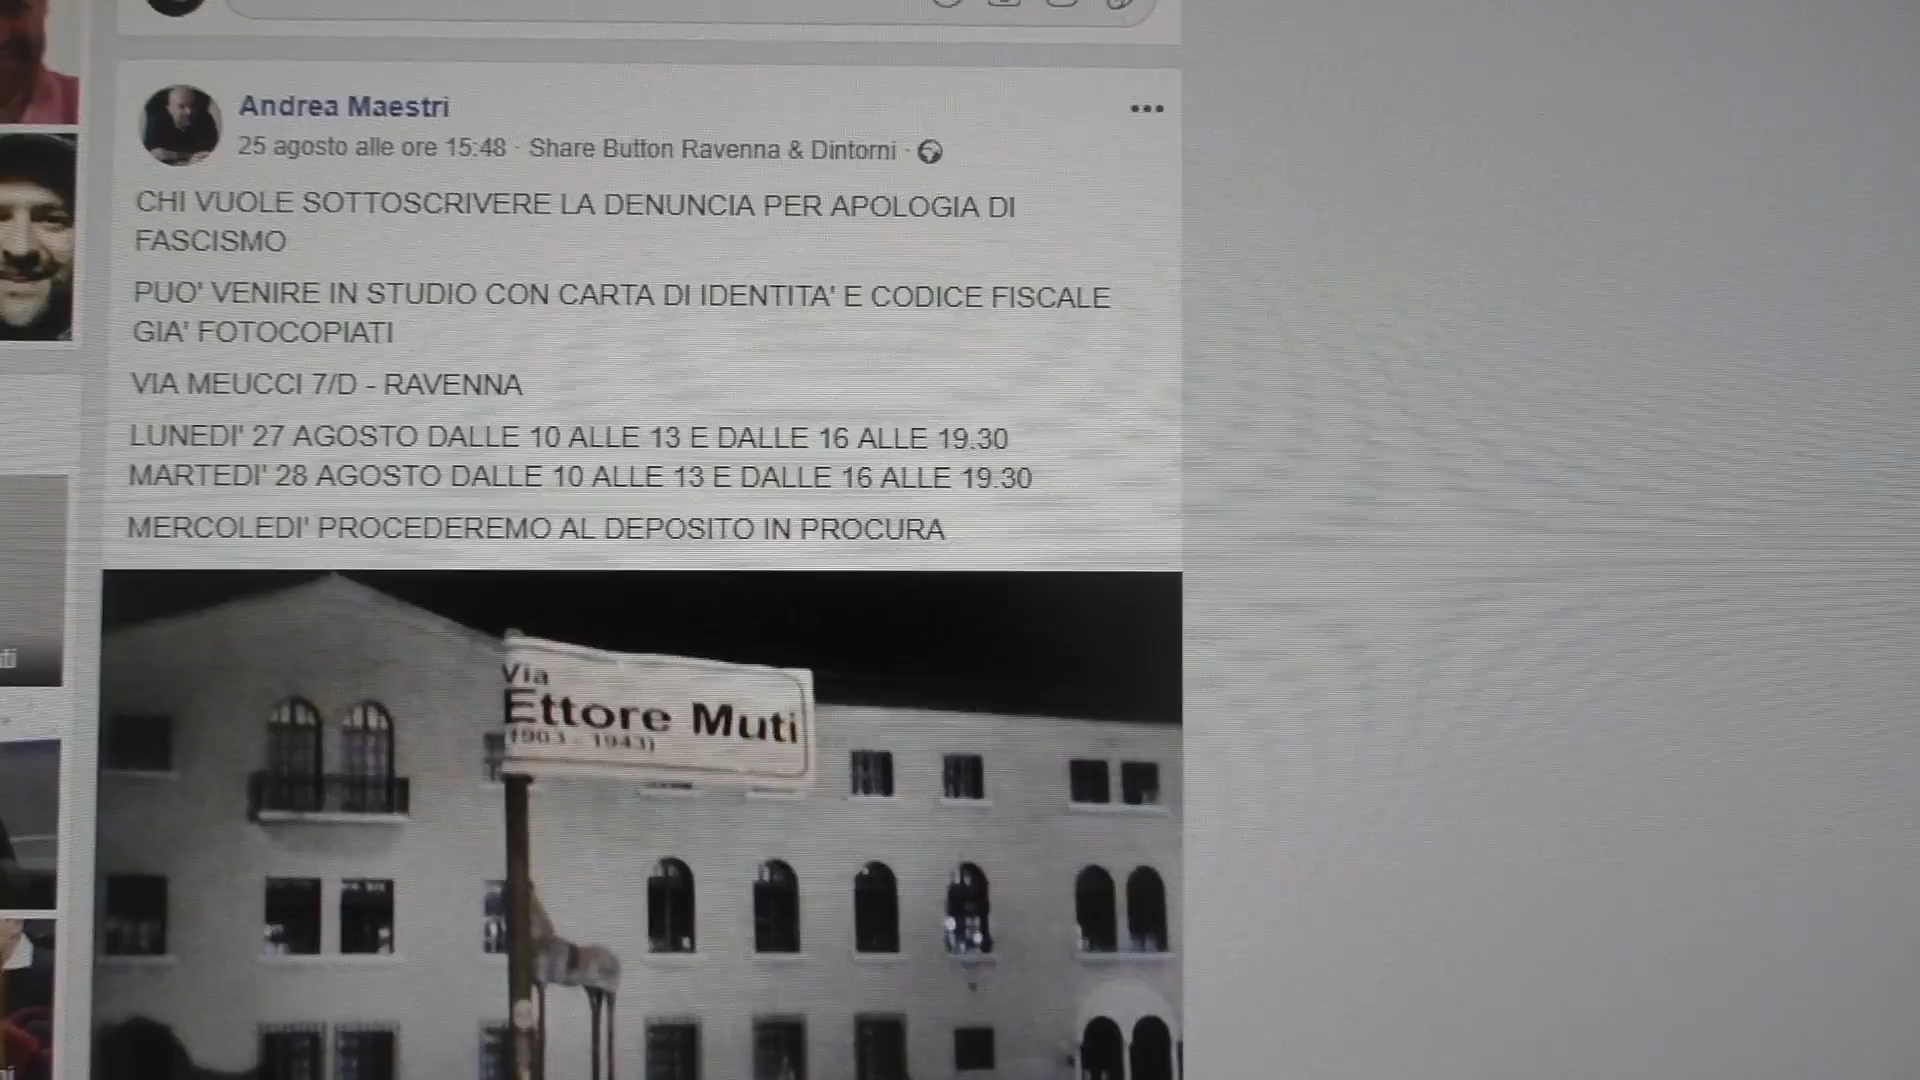 Andrea Maestri
25 agosto alle ore 15:48 · Share Button Ravenna & Dintorni ·
CHI VUOLE SOTTOSCRIVERE LA DENUNCIA PER APOLOGIA DI
FASCISMO
PUO' VENIRE IN STUDIO CON CARTA DI IDENTITA' E CODICE FISCALE
GIA' FOTOCOPIATI
VIA MEUCCI 7/D - RAVENNA
LUNEDI' 27 AGOSTO DALLE 10 ALLE 13 E DALLE 16 ALLE 19.30
MARTEDI' 28 AGOSTO DALLE 10 ALLE 13 E DALLE 16 ALLE 19.30
MERCOLEDI' PROCEDEREMO AL DEPOSITO IN PROCURA
Via
Ettore Muti
(1903 - 1943)